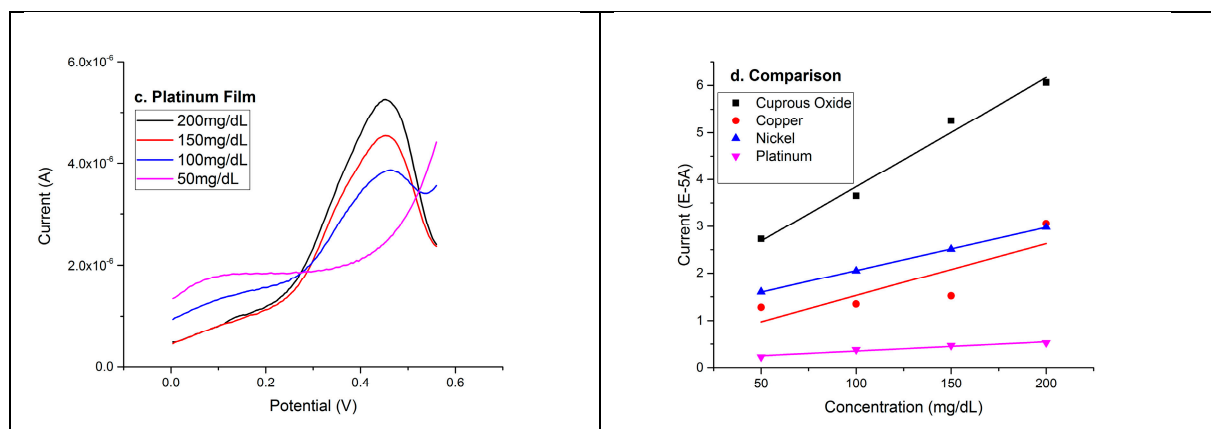 6.0x10⁻⁶
c. Platinum Film
200mg/dL
150mg/dL
100mg/dL
50mg/dL
4.0x10⁻⁶
2.0x10⁻⁶
0.0
Current (A)
0.0 0.2 0.4 0.6
Potential (V)
d. Comparison
Cuprous Oxide
Copper
Nickel
Platinum
6
5
4
3
2
1
0
Current (E-5A)
50 100 150 200
Concentration (mg/dL)